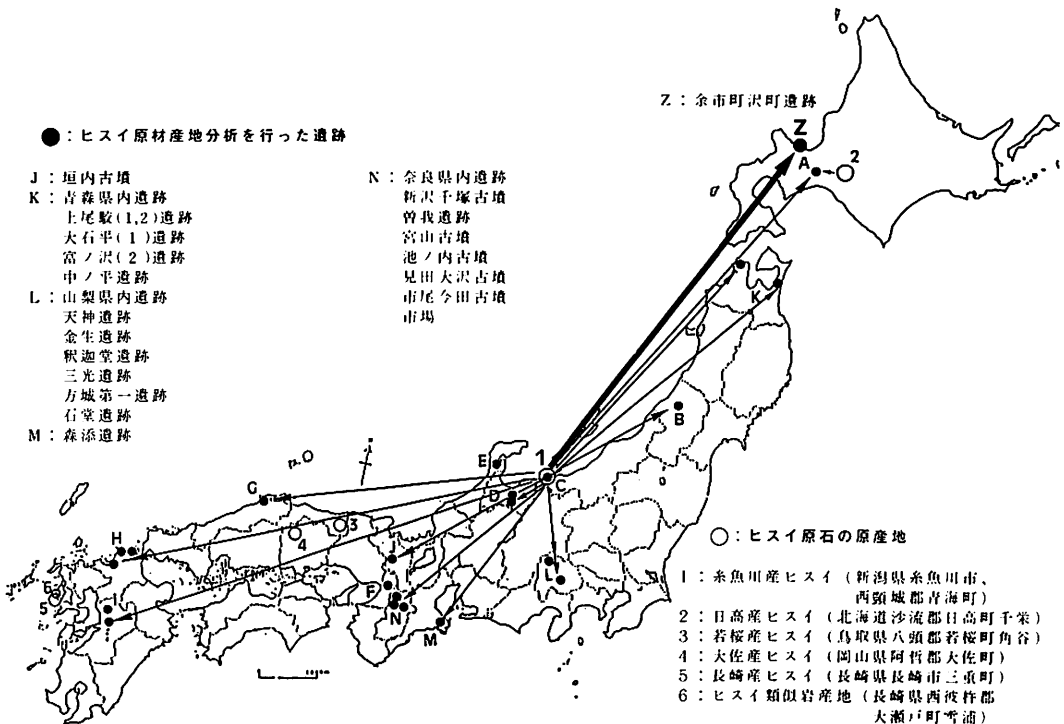 Z：余市町沢町遺跡
●：ヒスイ原材産地分析を行った遺跡
J：垣内古墳
K：青森県内遺跡
上尾駮(1,2)遺跡
大石平(1)遺跡
富ノ沢(2)遺跡
中ノ平遺跡
L：山梨県内遺跡
天神遺跡
金生遺跡
釈迦堂遺跡
三光遺跡
方城第一遺跡
石堂遺跡
M：森添遺跡
N：奈良県内遺跡
新沢千塚古墳
曽我遺跡
宮山古墳
池ノ内古墳
見田大沢古墳
市尾今田古墳
市場
Z
A
2
K
B
E
1
C
D
G
3
4
H
J
F
N
M
L
I
6
5
○：ヒスイ原石の原産地
1：糸魚川産ヒスイ（新潟県糸魚川市、
西頸城郡青海町）
2：日高産ヒスイ（北海道沙流郡日高町千栄）
3：若桜産ヒスイ（鳥取県八頭郡若桜町角谷）
4：大佐産ヒスイ（岡山県阿哲郡大佐町）
5：長崎産ヒスイ（長崎県長崎市三重町）
6：ヒスイ類似岩産地（長崎県西彼杵郡
大瀬戸町雪浦）